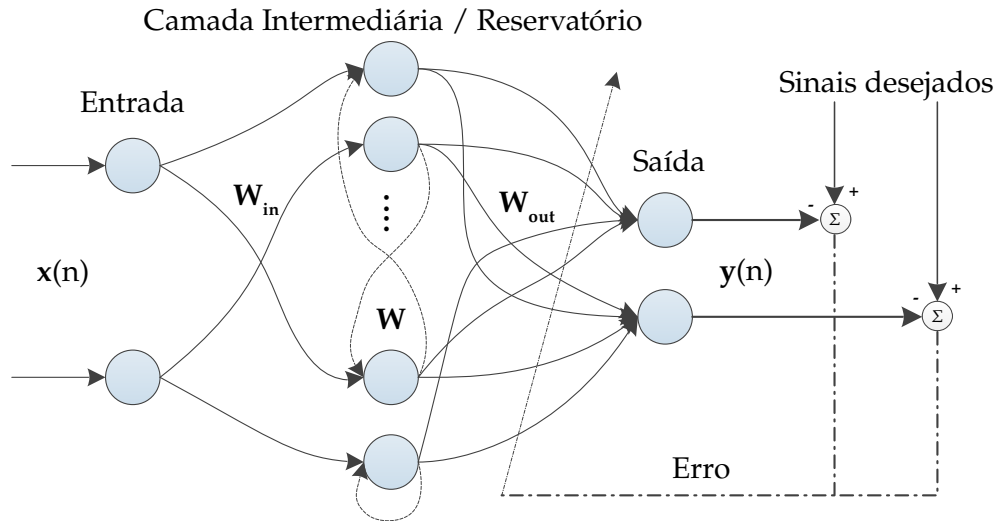 Camada Intermediária / Reservatório
Entrada
Sinais desejados
Saída
W_in
W_out
+
-
Σ
x(n)
y(n)
W
- +
Σ
Erro